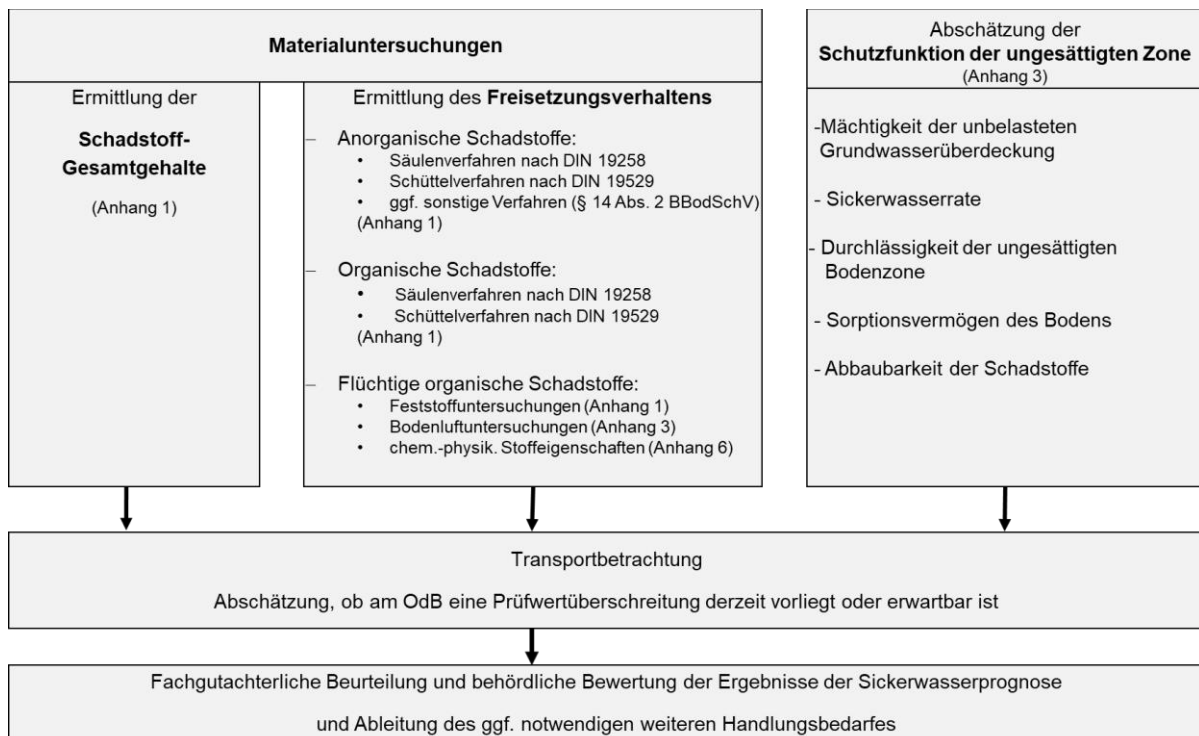 Materialuntersuchungen
Ermittlung der
Schadstoff-
Gesamtgehalte
(Anhang 1)
Ermittlung des Freisetzungsverhaltens
– Anorganische Schadstoffe:
• Säulenverfahren nach DIN 19258
• Schüttelverfahren nach DIN 19529
• ggf. sonstige Verfahren (§ 14 Abs. 2 BBodSchV)
(Anhang 1)
– Organische Schadstoffe:
• Säulenverfahren nach DIN 19258
• Schüttelverfahren nach DIN 19529
(Anhang 1)
– Flüchtige organische Schadstoffe:
• Feststoffuntersuchungen (Anhang 1)
• Bodenluftuntersuchungen (Anhang 3)
• chem.-physik. Stoffeigenschaften (Anhang 6)
Abschätzung der
Schutzfunktion der ungesättigten Zone
(Anhang 3)
-Mächtigkeit der unbelasteten
Grundwasserüberdeckung
- Sickerwasserrate
- Durchlässigkeit der ungesättigten
Bodenzone
- Sorptionsvermögen des Bodens
- Abbaubarkeit der Schadstoffe
Transportbetrachtung
Abschätzung, ob am OdB eine Prüfwertüberschreitung derzeit vorliegt oder erwartbar ist
Fachgutachterliche Beurteilung und behördliche Bewertung der Ergebnisse der Sickerwasserprognose
und Ableitung des ggf. notwendigen weiteren Handlungsbedarfes